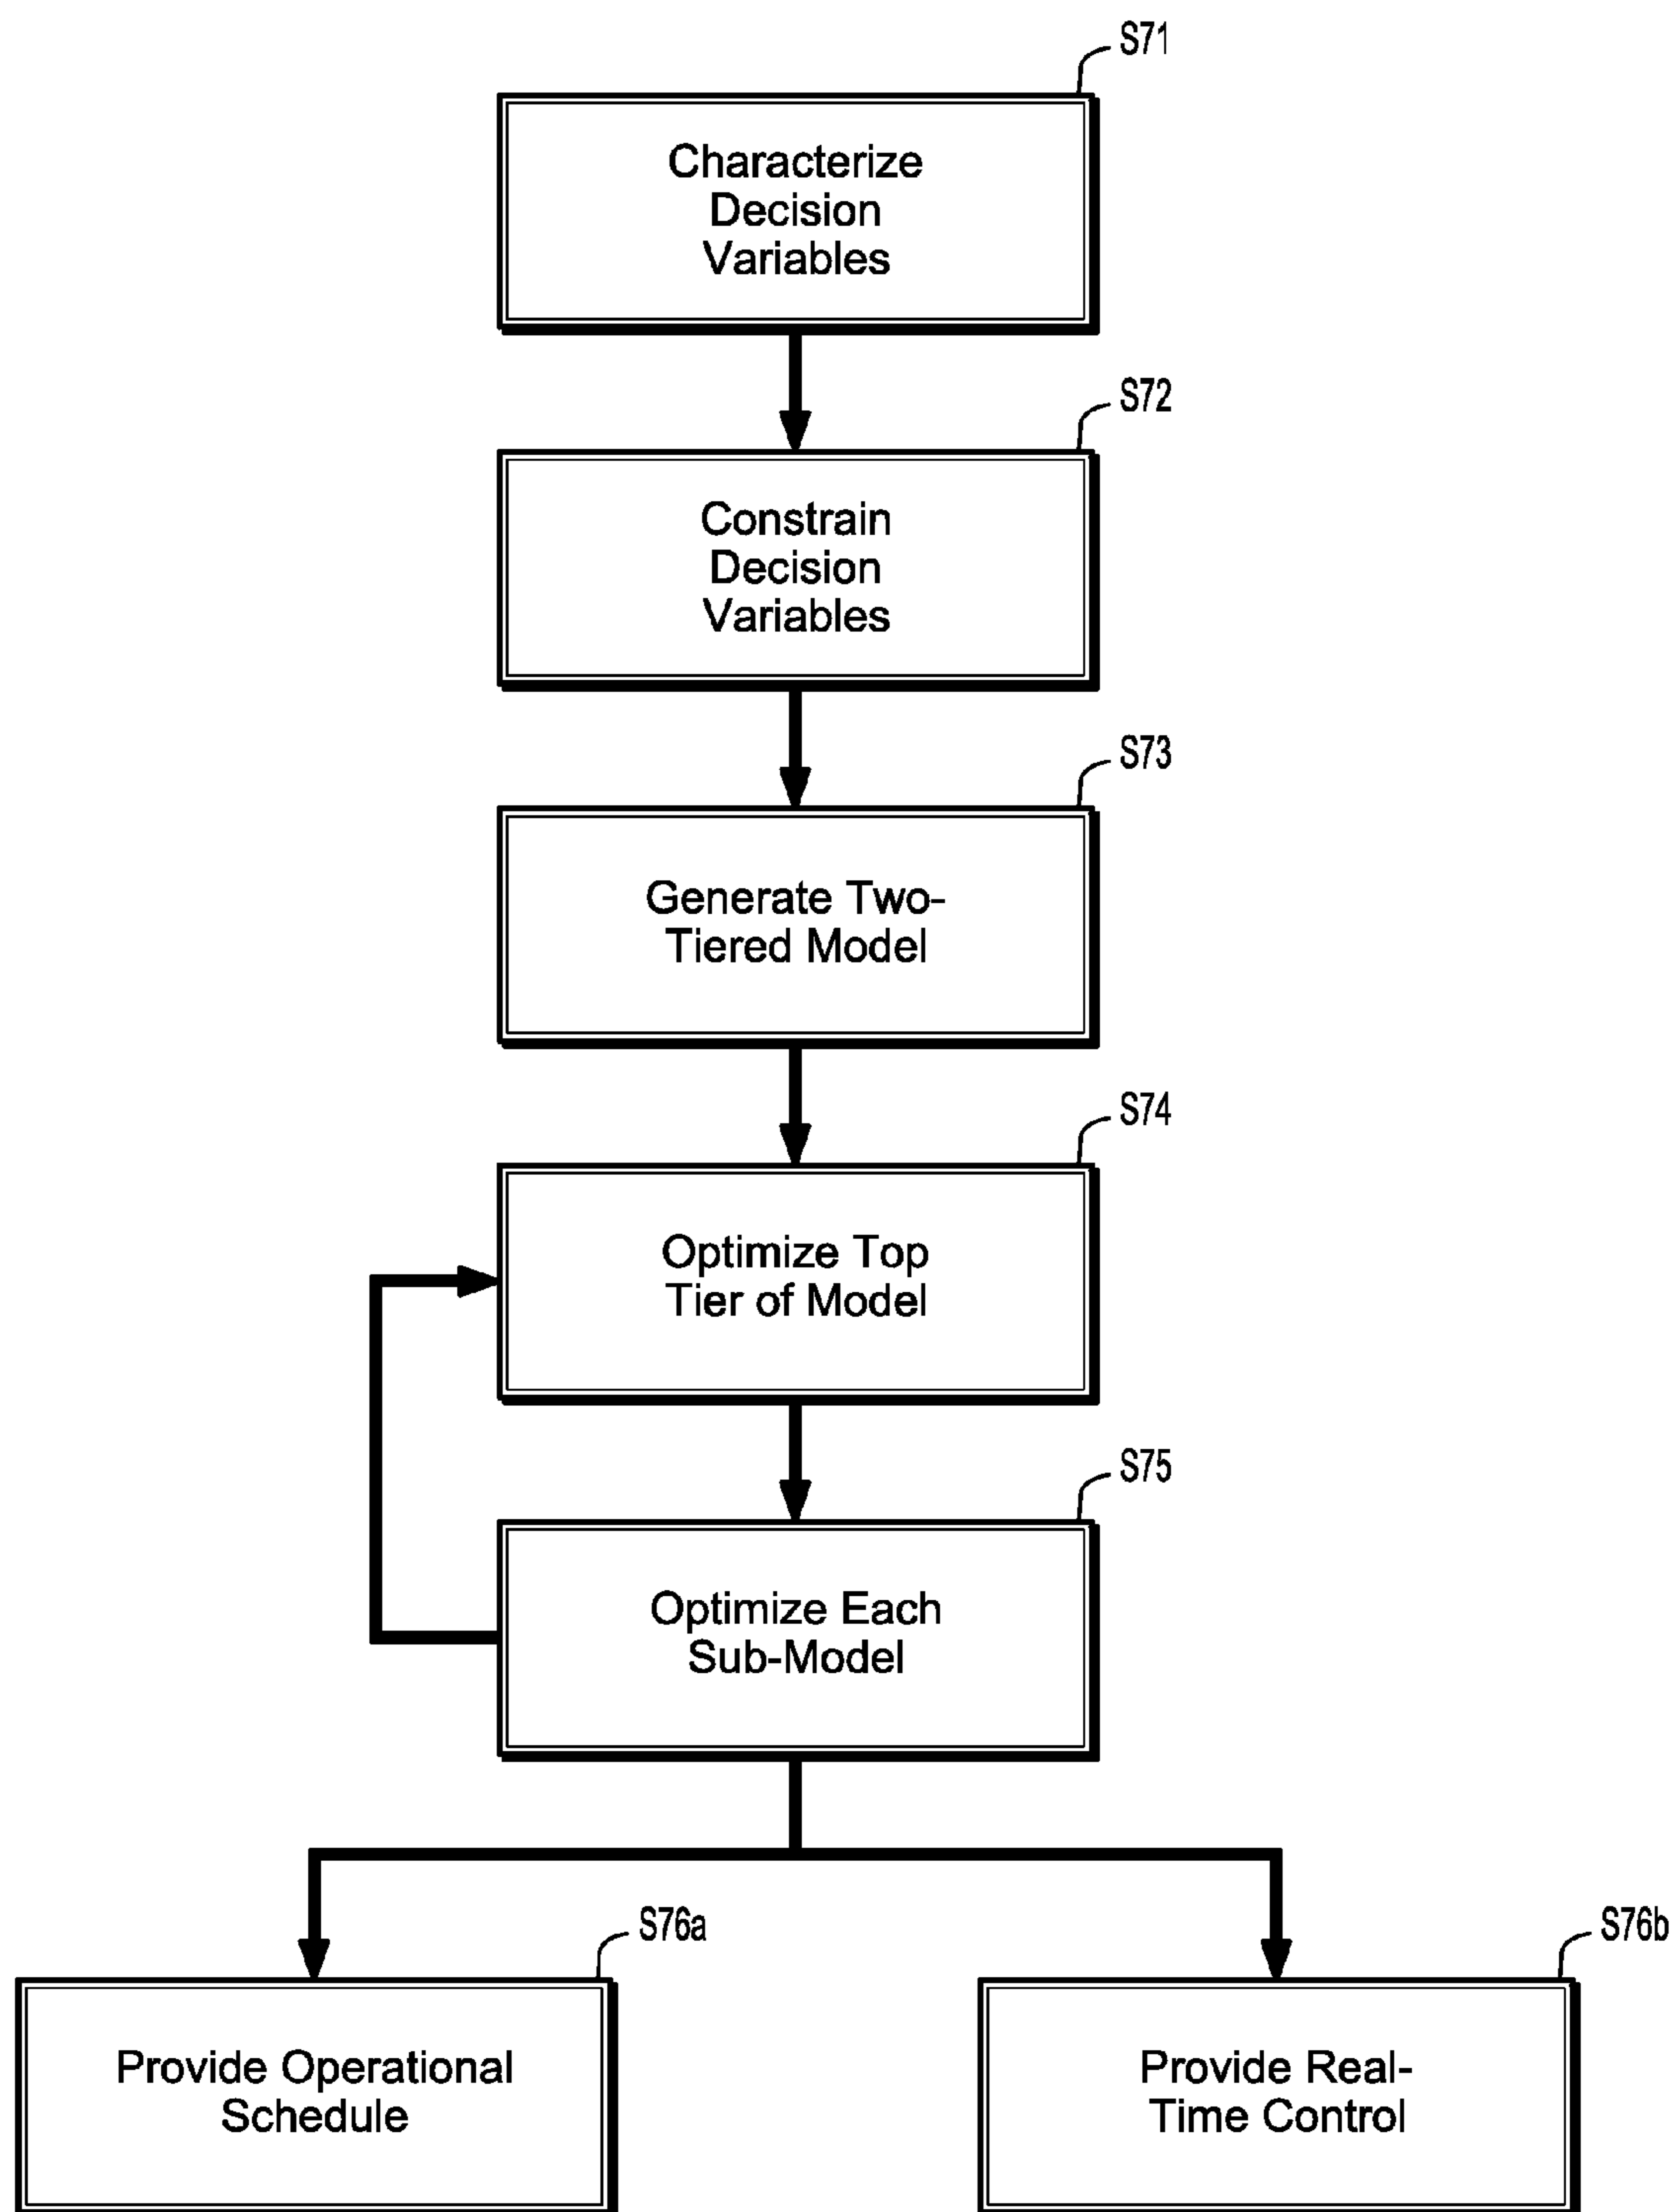 S71
Characterize
Decision
Variables
S72
Constrain
Decision
Variables
S73
Generate Two-
Tiered Model
S74
Optimize Top
Tier of Model
S75
Optimize Each
Sub-Model
S76a
Provide Operational
Schedule
S76b
Provide Real-
Time Control